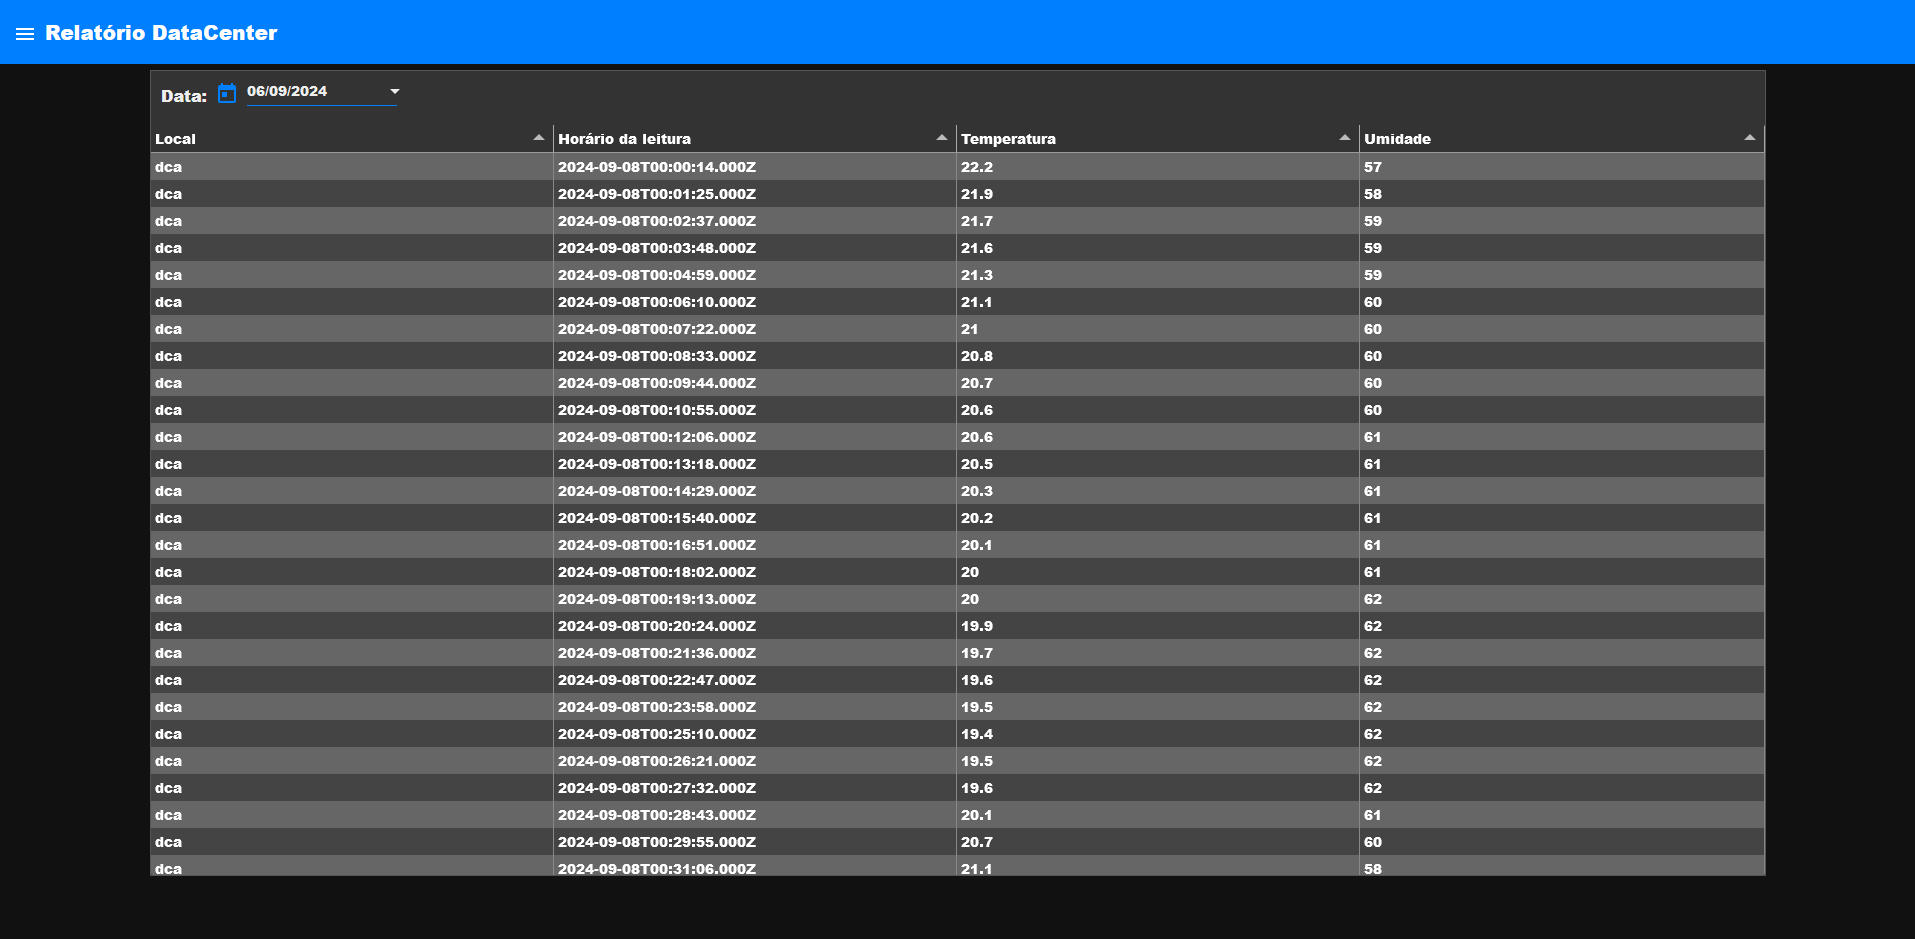 Relatório DataCenter
Data: 06/09/2024
Local Horário da leitura Temperatura Umidade
dca 2024-09-08T00:00:14.000Z 22.2 57
dca 2024-09-08T00:01:25.000Z 21.9 58
dca 2024-09-08T00:02:37.000Z 21.7 59
dca 2024-09-08T00:03:48.000Z 21.6 59
dca 2024-09-08T00:04:59.000Z 21.3 59
dca 2024-09-08T00:06:10.000Z 21.1 60
dca 2024-09-08T00:07:22.000Z 21 60
dca 2024-09-08T00:08:33.000Z 20.8 60
dca 2024-09-08T00:09:44.000Z 20.7 60
dca 2024-09-08T00:10:55.000Z 20.6 60
dca 2024-09-08T00:12:06.000Z 20.6 61
dca 2024-09-08T00:13:18.000Z 20.5 61
dca 2024-09-08T00:14:29.000Z 20.3 61
dca 2024-09-08T00:15:40.000Z 20.2 61
dca 2024-09-08T00:16:51.000Z 20.1 61
dca 2024-09-08T00:18:02.000Z 20 61
dca 2024-09-08T00:19:13.000Z 20 62
dca 2024-09-08T00:20:24.000Z 19.9 62
dca 2024-09-08T00:21:36.000Z 19.7 62
dca 2024-09-08T00:22:47.000Z 19.6 62
dca 2024-09-08T00:23:58.000Z 19.5 62
dca 2024-09-08T00:25:10.000Z 19.4 62
dca 2024-09-08T00:26:21.000Z 19.5 62
dca 2024-09-08T00:27:32.000Z 19.6 62
dca 2024-09-08T00:28:43.000Z 20.1 61
dca 2024-09-08T00:29:55.000Z 20.7 60
dca 2024-09-08T00:31:06.000Z 21.1 58